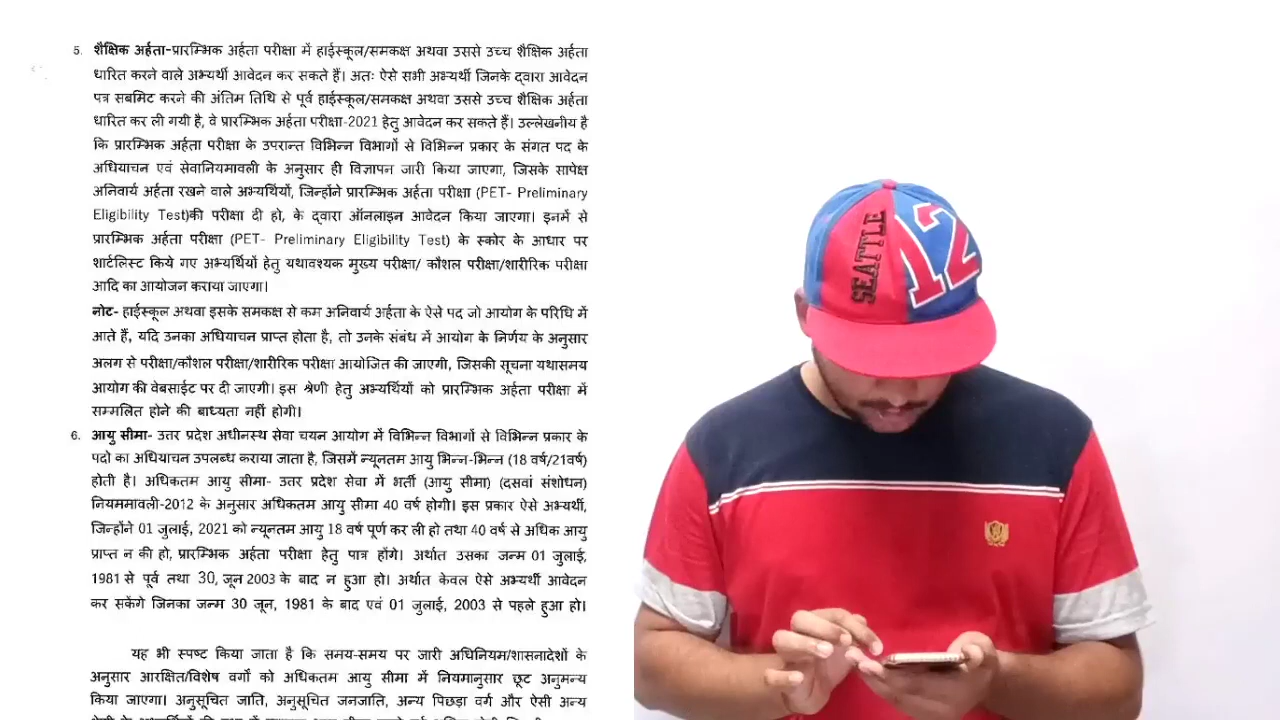 5. शैक्षिक अर्हता-प्रारम्भिक अर्हता परीक्षा में हाईस्कूल/समकक्ष अथवा उससे उच्च शैक्षिक अर्हता
धारित करने वाले अभ्यर्थी आवेदन कर सकते हैं। अतः ऐसे सभी अभ्यर्थी जिनके द्वारा आवेदन
पत्र सबमिट करने की अंतिम तिथि से पूर्व हाईस्कूल/समकक्ष अथवा उससे उच्च शैक्षिक अर्हता
धारित कर ली गयी है, वे प्रारम्भिक अर्हता परीक्षा-2021 हेतु आवेदन कर सकते हैं। उल्लेखनीय है
कि प्रारम्भिक अर्हता परीक्षा के उपरान्त विभिन्न विभागों से विभिन्न प्रकार के संगत पद के
अधियाचन एवं सेवानियमावली के अनुसार ही विज्ञापन जारी किया जाएगा, जिसके सापेक्ष
अनिवार्य अर्हता रखने वाले अभ्यर्थियों, जिन्होंने प्रारम्भिक अर्हता परीक्षा (PET- Preliminary
Eligibility Test)की परीक्षा दी हो, के द्वारा ऑनलाइन आवेदन किया जाएगा। इनमें से
प्रारम्भिक अर्हता परीक्षा (PET- Preliminary Eligibility Test) के स्कोर के आधार पर
शार्टलिस्ट किये गए अभ्यर्थियों हेतु यथावश्यक मुख्य परीक्षा/ कौशल परीक्षा/शारीरिक परीक्षा
आदि का आयोजन कराया जाएगा।
नोट- हाईस्कूल अथवा इसके समकक्ष से कम अनिवार्य अर्हता के ऐसे पद जो आयोग के परिधि में
आते हैं, यदि उनका अधियाचन प्राप्त होता है, तो उनके संबंध में आयोग के निर्णय के अनुसार
अलग से परीक्षा/कौशल परीक्षा/शारीरिक परीक्षा आयोजित की जाएगी, जिसकी सूचना यथासमय
आयोग की वेबसाईट पर दी जाएगी। इस श्रेणी हेतु अभ्यर्थियों को प्रारम्भिक अर्हता परीक्षा में
सम्मलित होने की बाध्यता नहीं होगी।
6. आयु सीमा- उत्तर प्रदेश अधीनस्थ सेवा चयन आयोग में विभिन्न विभागों से विभिन्न प्रकार के
पदो का अधियाचन उपलब्ध कराया जाता है, जिसमें न्यूनतम आयु भिन्न-भिन्न (18 वर्ष/21वर्ष)
होती है। अधिकतम आयु सीमा- उत्तर प्रदेश सेवा में भर्ती (आयु सीमा) (दसवां संशोधन)
नियममावली-2012 के अनुसार अधिकतम आयु सीमा 40 वर्ष होगी। इस प्रकार ऐसे अभ्यर्थी,
जिन्होंने 01 जुलाई, 2021 को न्यूनतम आयु 18 वर्ष पूर्ण कर ली हो तथा 40 वर्ष से अधिक आयु
प्राप्त न की हो, प्रारम्भिक अर्हता परीक्षा हेतु पात्र होंगे। अर्थात उसका जन्म 01 जुलाई,
1981 से पूर्व तथा 30, जून 2003 के बाद न हुआ हो। अर्थात केवल ऐसे अभ्यर्थी आवेदन
कर सकेंगे जिनका जन्म 30 जून, 1981 के बाद एवं 01 जुलाई, 2003 से पहले हुआ हो।
यह भी स्पष्ट किया जाता है कि समय-समय पर जारी अधिनियम/शासनादेशों के
अनुसार आरक्षित/विशेष वर्गो को अधिकतम आयु सीमा में नियमानुसार छूट अनुमन्य
किया जाएगा। अनुसूचित जाति, अनुसूचित जनजाति, अन्य पिछड़ा वर्ग और ऐसी अन्य
SEATTLE
12